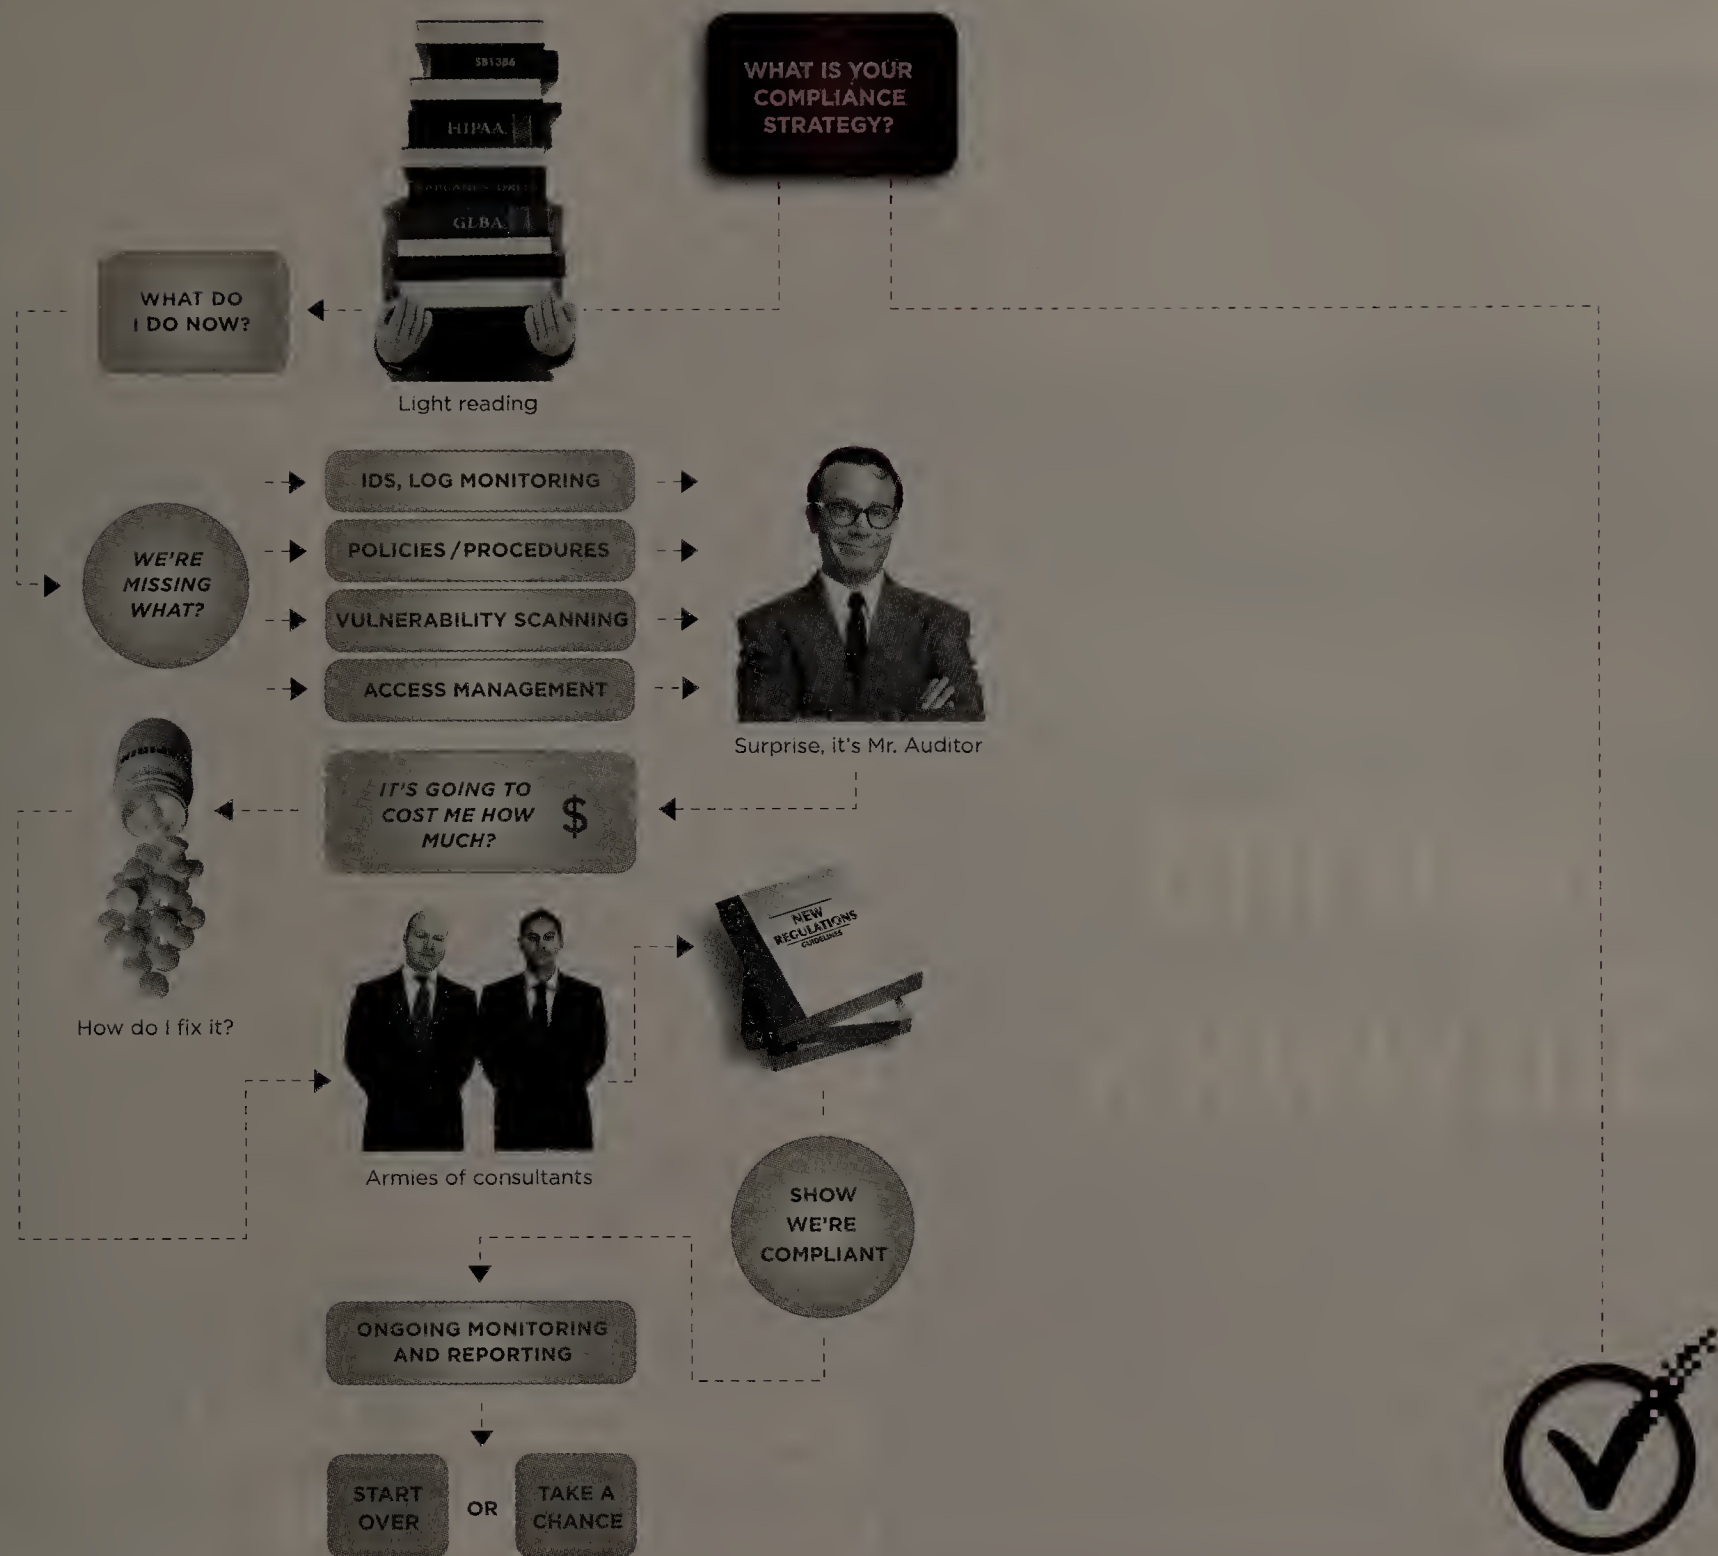 WHAT IS YOUR
COMPLIANCE
STRATEGY?
SB1386
HIPAA
GLBA
Light reading
WHAT DO
I DO NOW?
WE'RE
MISSING
WHAT?
IDS, LOG MONITORING
POLICIES / PROCEDURES
VULNERABILITY SCANNING
ACCESS MANAGEMENT
Surprise, it's Mr. Auditor
IT'S GOING TO
COST ME HOW
MUCH?
$
How do I fix it?
Armies of consultants
NEW
REGULATIONS
GUIDELINES
SHOW
WE'RE
COMPLIANT
ONGOING MONITORING
AND REPORTING
START
OVER
OR
TAKE A
CHANCE